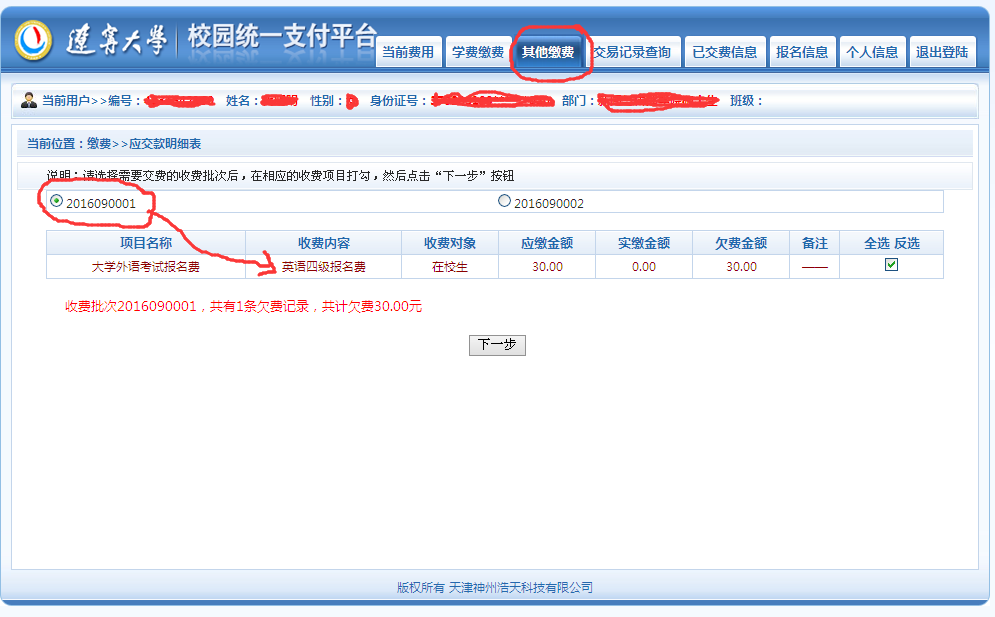 遼寧大學 校园统一支付平台 当前费用 学费缴费 其他缴费 交易记录查询 已交费信息 报名信息 个人信息 退出登陆
当前用户>>编号： 姓名： 性别： 身份证号： 部门： 班级：
当前位置：缴费>>应交款明细表
说明：请选择需要交费的收费批次后，在相应的收费项目打勾，然后点击“下一步”按钮
2016090001 2016090002
项目名称 收费内容 收费对象 应缴金额 实缴金额 欠费金额 备注 全选 反选
大学外语考试报名费 英语四级报名费 在校生 30.00 0.00 30.00 ——
收费批次2016090001，共有1条欠费记录，共计欠费30.00元
下一步
版权所有 天津神州浩天科技有限公司